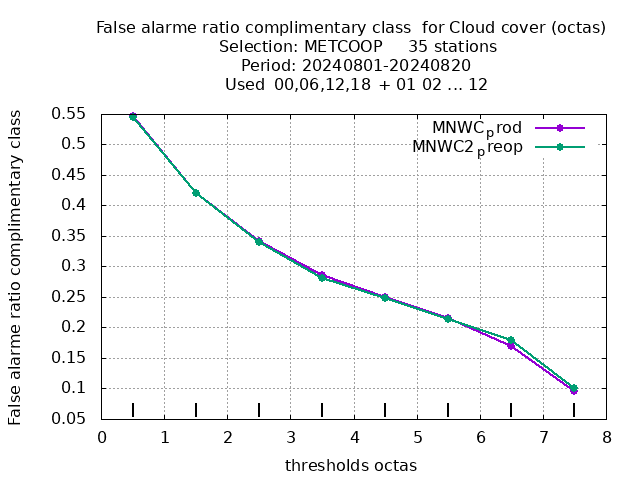 False alarme ratio complimentary class  for Cloud cover (octas)
Selection: METCOOP     35 stations
Period: 20240801-20240820
Used  00,06,12,18 + 01 02 ... 12
False alarme ratio complimentary class
0.55
0.5
0.45
0.4
0.35
0.3
0.25
0.2
0.15
0.1
0.05
MNWCprod
MNWC2preop
0 1 2 3 4 5 6 7 8
thresholds octas